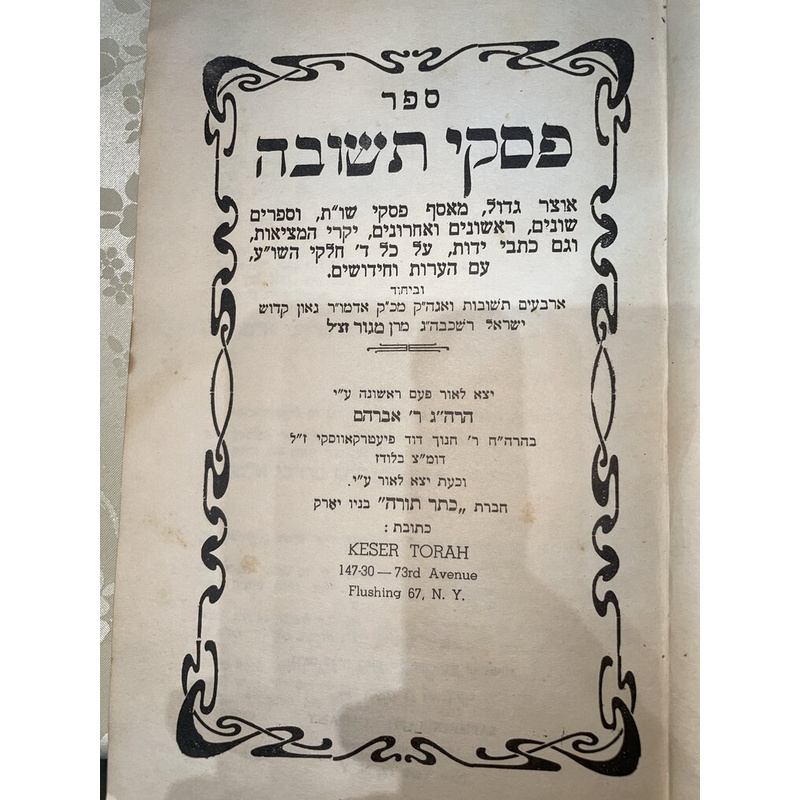 ספר
פסקי תשובה
אוצר גדול, מאסף פסקי שו״ת, וספרים
שונים, ראשונים ואחרונים, יקרי המציאות,
וגם כתבי ידות, על כל ד׳ חלקי השו״ע,
עם הערות וחידושים.
וביחוד
ארבעים תשובות ואגה״ק מכ״ק אדמו״ר גאון קדוש
ישראל רשכבה״ג מרן מגור זצ״ל
יצא לאור פעם ראשונה ע״י
הרה״ג ר׳ אברהם
בהרה״ח ר׳ חנוך דוד פיעטרקאווסקי ז״ל
דומ״צ בלודז
וכעת יצא לאור ע״י.
חברת „כתר תורה״ בניו יארק
כתובת :
KESER TORAH
147-30 — 73rd Avenue
Flushing 67, N. Y.